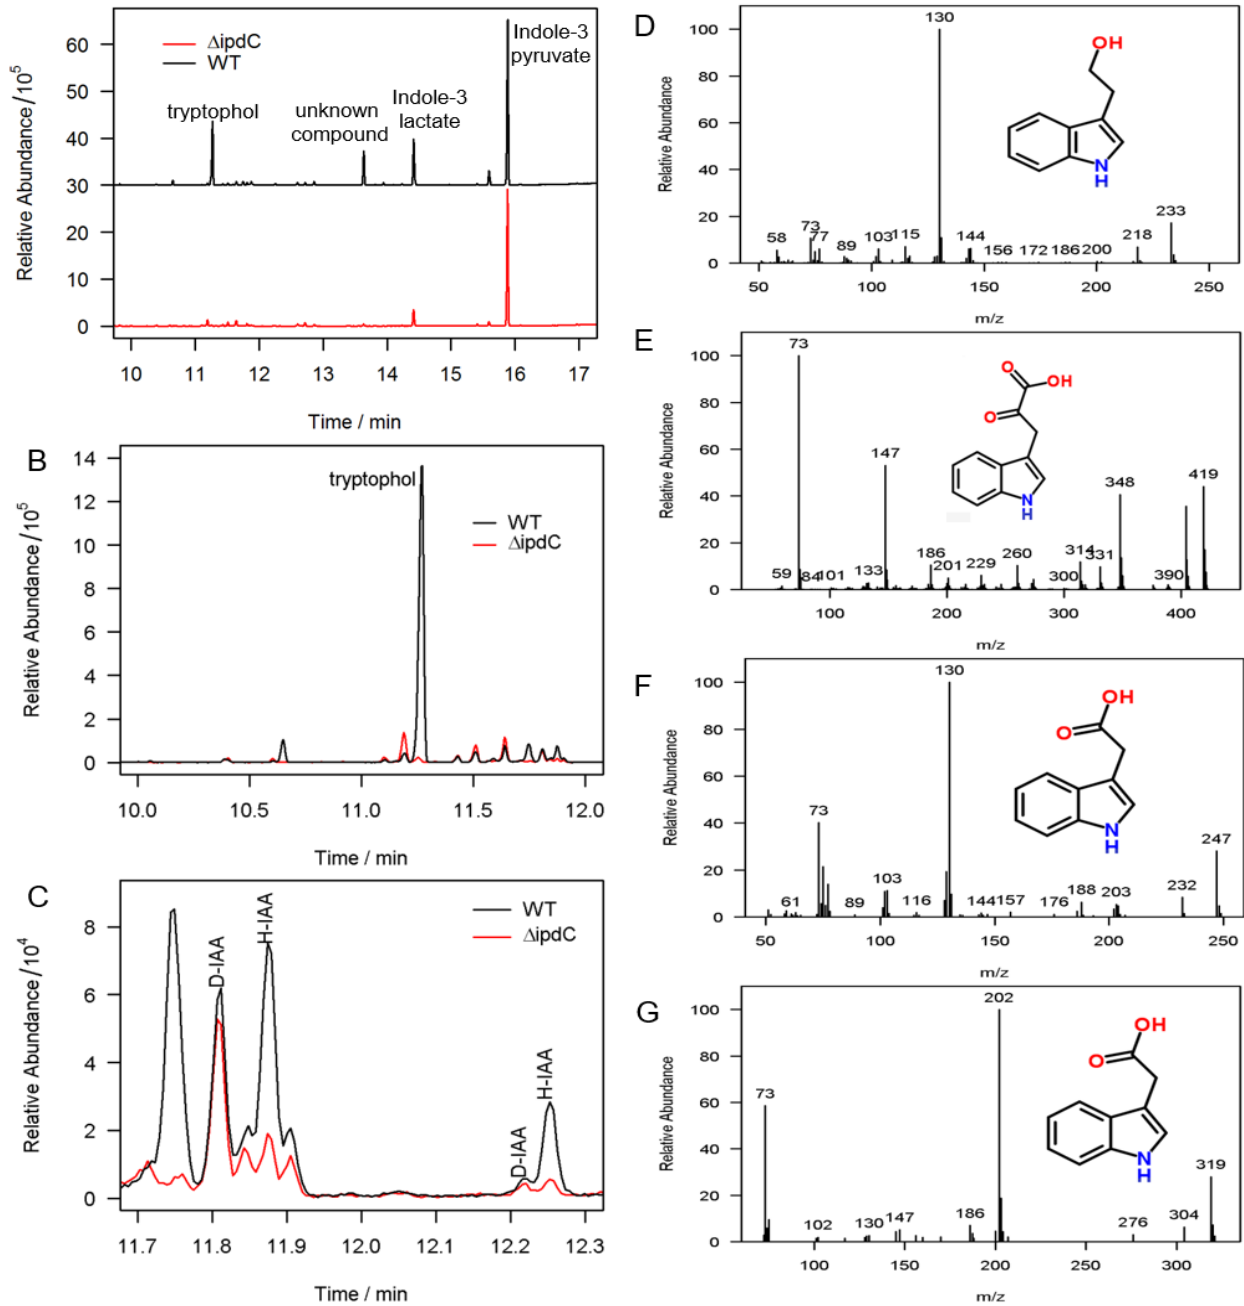 ΔipdC
WT
tryptophol
unknown
compound
Indole-3
lactate
Indole-3
pyruvate
Relative Abundance /10⁵
60
50
40
30
20
10
0
10 11 12 13 14 15 16 17
Time / min
B
tryptophol
WT
ΔipdC
Relative Abundance /10⁵
14
12
10
8
6
4
2
0
10.0 10.5 11.0 11.5 12.0
Time / min
C
WT
ΔipdC
D-IAA
H-IAA
D-IAA
H-IAA
Relative Abundance /10⁴
8
6
4
2
0
11.7 11.8 11.9 12.0 12.1 12.2 12.3
Time / min
D
Relative Abundance
100
80
60
40
20
0
130
58 73 77 89 103 115 144 156 172 186 200 218 233
OH
N
H
50 100 150 200 250
m/z
E
Relative Abundance
100
80
60
40
20
0
73
147
59 84 101 133 186 201 229 260 300 314 331 348 390 419
O
OH
O
N
H
100 200 300 400
m/z
F
Relative Abundance
100
80
60
40
20
0
130
73
61 89 103 116 144 157 176 188 203 232 247
OH
O
N
H
50 100 150 200 250
m/z
G
Relative Abundance
100
80
60
40
20
0
202
73
102 130 147 186 276 304 319
OH
O
N
H
100 150 200 250 300
m/z